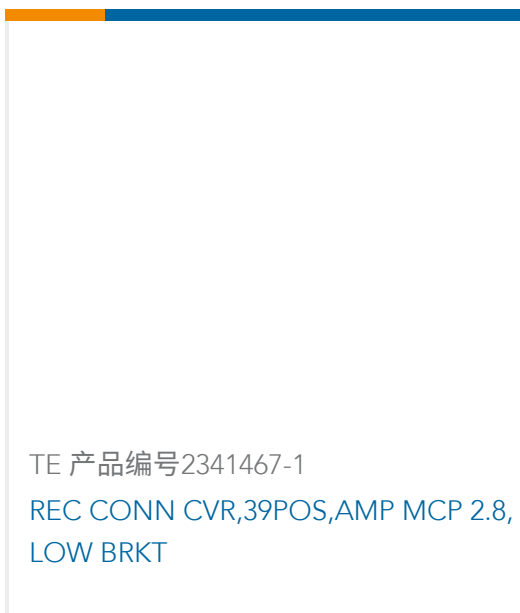 TE 产品编号2341467-1
REC CONN CVR,39POS,AMP MCP 2.8,
LOW BRKT